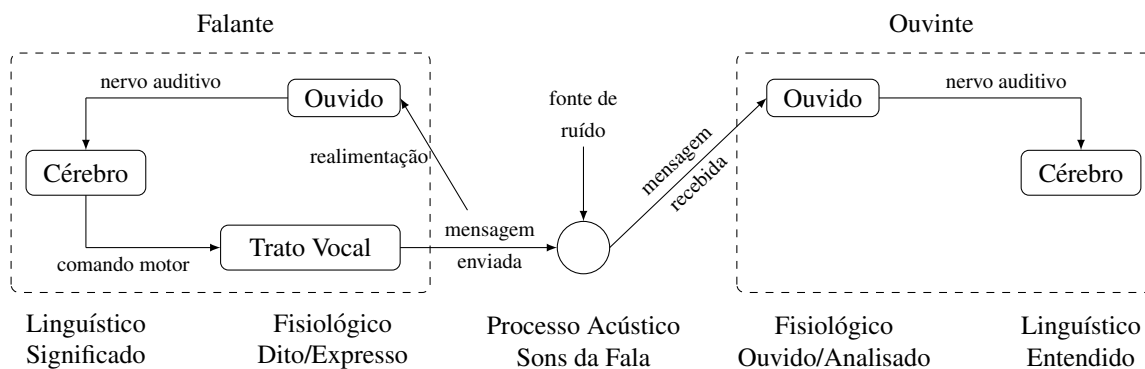 Falante
Ouvinte
nervo auditivo
Ouvido
Cérebro
realimentação
comando motor
Trato Vocal
mensagem
enviada
fonte de
ruído
mensagem
recebida
Ouvido
nervo auditivo
Cérebro
Linguístico
Significado
Fisiológico
Dito/Expresso
Processo Acústico
Sons da Fala
Fisiológico
Ouvido/Analisado
Linguístico
Entendido